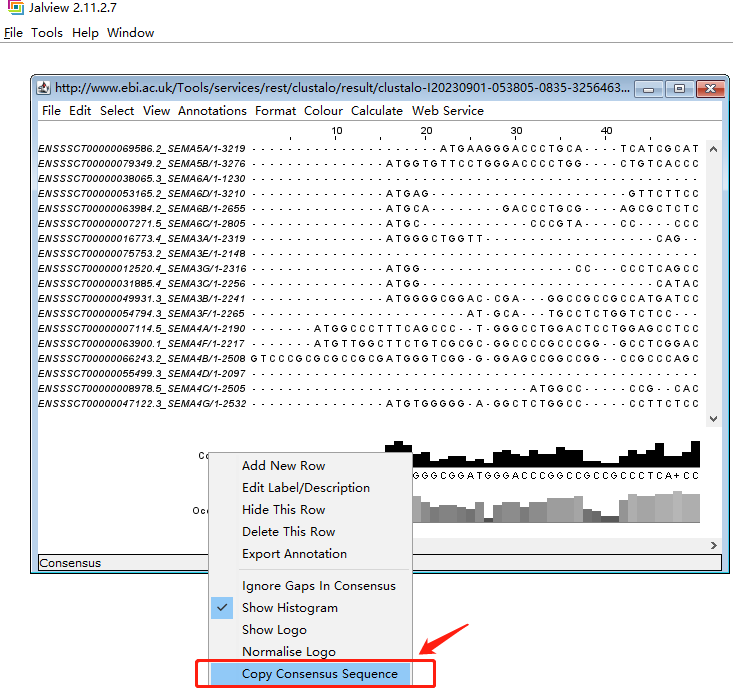 Jalview 2.11.2.7
File Tools Help Window
http://www.ebi.ac.uk/Tools/services/rest/clustalo/result/clustalo-I20230901-053805-0835-3256463...
File Edit Select View Annotations Format Colour Calculate Web Service
10 20 30 40
ENSSSCT00000069586.2_SEMA5A/1-3219 - - - - - - - - - - - - - - - - - - - - - ATGAAGGGACCCTGCA - - - - TCATCGCAT
ENSSSCT00000079349.2_SEMA5B/1-3276 - - - - - - - - - - - - - - - ATGGTGTTCCTGGGACCCCTGG - - - - CTGTCACCC
ENSSSCT00000038065.3_SEMA6A/1-1230 - - - - - - - - - - - - - - - - - - - - - - - - - - - - - - - - - - - - - - - - - - - - - - - - - -
ENSSSCT00000053165.2_SEMA6D/1-3210 - - - - - - - - - - - - - - - ATGAG - - - - - - - - - - - - - - - - - - - - - - GTTCTTCC
ENSSSCT00000063984.2_SEMA6B/1-2655 - - - - - - - - - - - - - - - ATGCA - - - - - - - - GACCCTGCG - - - - AGCGCTCTC
ENSSSCT00000007271.5_SEMA6C/1-2805 - - - - - - - - - - - - - - - ATGC - - - - - - - - - - - - CCCGTA - - - - CC - - - CCC
ENSSSCT00000016773.4_SEMA3A/1-2319 - - - - - - - - - - - - - - - ATGGGCTGGTT - - - - - - - - - - - - - - - - - - - CAG - -
ENSSSCT00000075753.2_SEMA3E/1-2148 - - - - - - - - - - - - - - - - - - - - - - - - - - - - - - - - - - - - - - - - - - - - - - - - - -
ENSSSCT00000012520.4_SEMA3G/1-2316 - - - - - - - - - - - - - - - ATGG - - - - - - - - - - - - - - - - - CC - - - CCCTCAGCC
ENSSSCT00000031885.4_SEMA3C/1-2256 - - - - - - - - - - - - - - - ATGG - - - - - - - - - - - - - - - - - - - - - - - - - - CATAC
ENSSSCT00000049931.3_SEMA3B/1-2241 - - - - - - - - - - - - - - - ATGGGGCGGAC - CGA - - GGCCGCCGCCATGATCC
ENSSSCT00000054794.3_SEMA3F/1-2265 - - - - - - - - - - - - - - - - - - - - - - - - AT - GCA - - - TGCCTCTGGTCTCC - -
ENSSSCT00000007114.5_SEMA4A/1-2190 - - - - - - - ATGGCCCTTTCAGCCC - - TGGGCCTGGACTCCTGGAGCCTCC
ENSSSCT00000063900.1_SEMA4F/1-2217 - - - - - - - ATGTTGGCTTCTGTCGCGCGC - GGCCCCGCCCGG - - GCCTCGGAC
ENSSSCT00000066243.2_SEMA4B/1-2508 GTCCCGCGCGCCGCGATGGGTCGG - G - GGGAGCCGGCCGG - - CCGCCCAGC
ENSSSCT00000055499.3_SEMA4D/1-2097 - - - - - - - - - - - - - - - - - - - - - - - - - - - - - - - - - - - - - - - - - - - - - - - - - -
ENSSSCT00000008978.5_SEMA4C/1-2505 - - - - - - - - - - - - - - - - - - - - - - - - - - - - - - - ATGGCC - - - - - CCG - - CAC
ENSSSCT00000047122.3_SEMA4G/1-2532 - - - - - - - - - - - - - - - ATGTGGGGG - A - GGCTCTGGCC - - - - CCTTCTCC
Co
GGGCGGATGGGACCCGGCCGCCGCCCTCA+CC
Occ
Add New Row
Edit Label/Description
Hide This Row
Delete This Row
Export Annotation
Ignore Gaps In Consensus
Show Histogram
Show Logo
Normalise Logo
Copy Consensus Sequence
Consensus